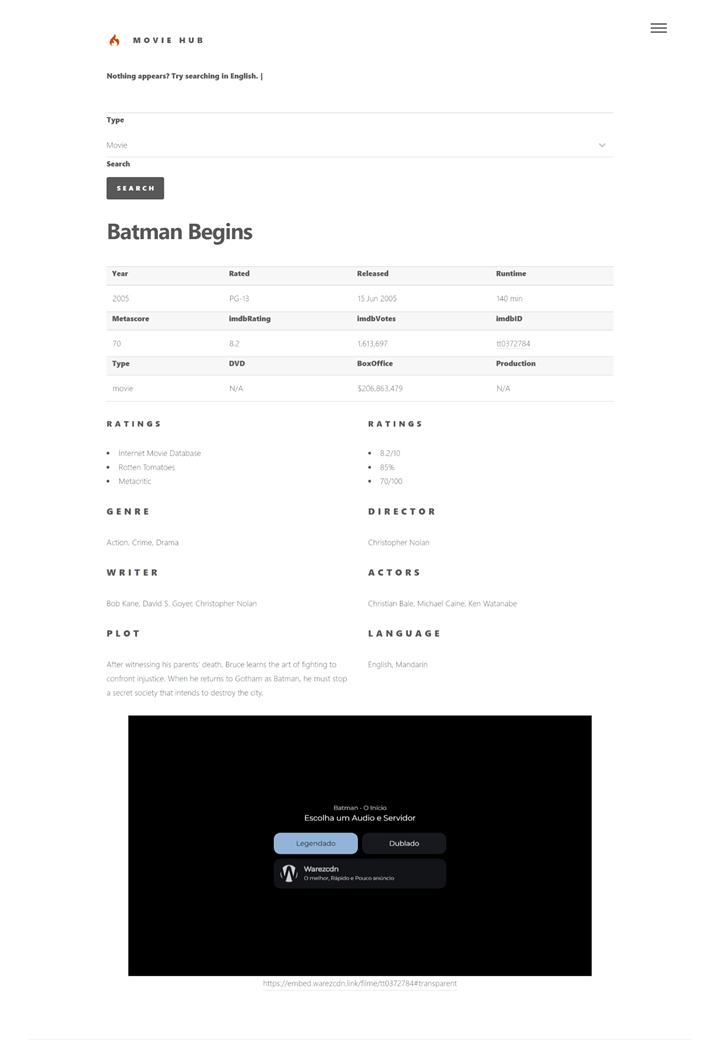 MOVIE HUB
Nothing appears? Try searching in English. |
Type
Movie
Search
SEARCH
Batman Begins
Year Rated Released Runtime
2005 PG-13 15 Jun 2005 140 min
Metascore imdbRating imdbVotes imdbID
70 8.2 1,613,697 tt0372784
Type DVD BoxOffice Production
movie N/A $206,863,479 N/A
RATINGS RATINGS
Internet Movie Database 8.2/10
Rotten Tomatoes 85%
Metacritic 70/100
GENRE DIRECTOR
Action, Crime, Drama Christopher Nolan
WRITER ACTORS
Bob Kane, David S. Goyer, Christopher Nolan Christian Bale, Michael Caine, Ken Watanabe
PLOT LANGUAGE
After witnessing his parents' death, Bruce learns the art of fighting to English, Mandarin
confront injustice. When he returns to Gotham as Batman, he must stop
a secret society that intends to destroy the city.
Batman - O Início
Escolha um Audio e Servidor
Legendado Dublado
Warezcdn
O melhor, Rápido e Pouco anúncio
https://embed.warezcdn.link/filme/tt0372784#transparent